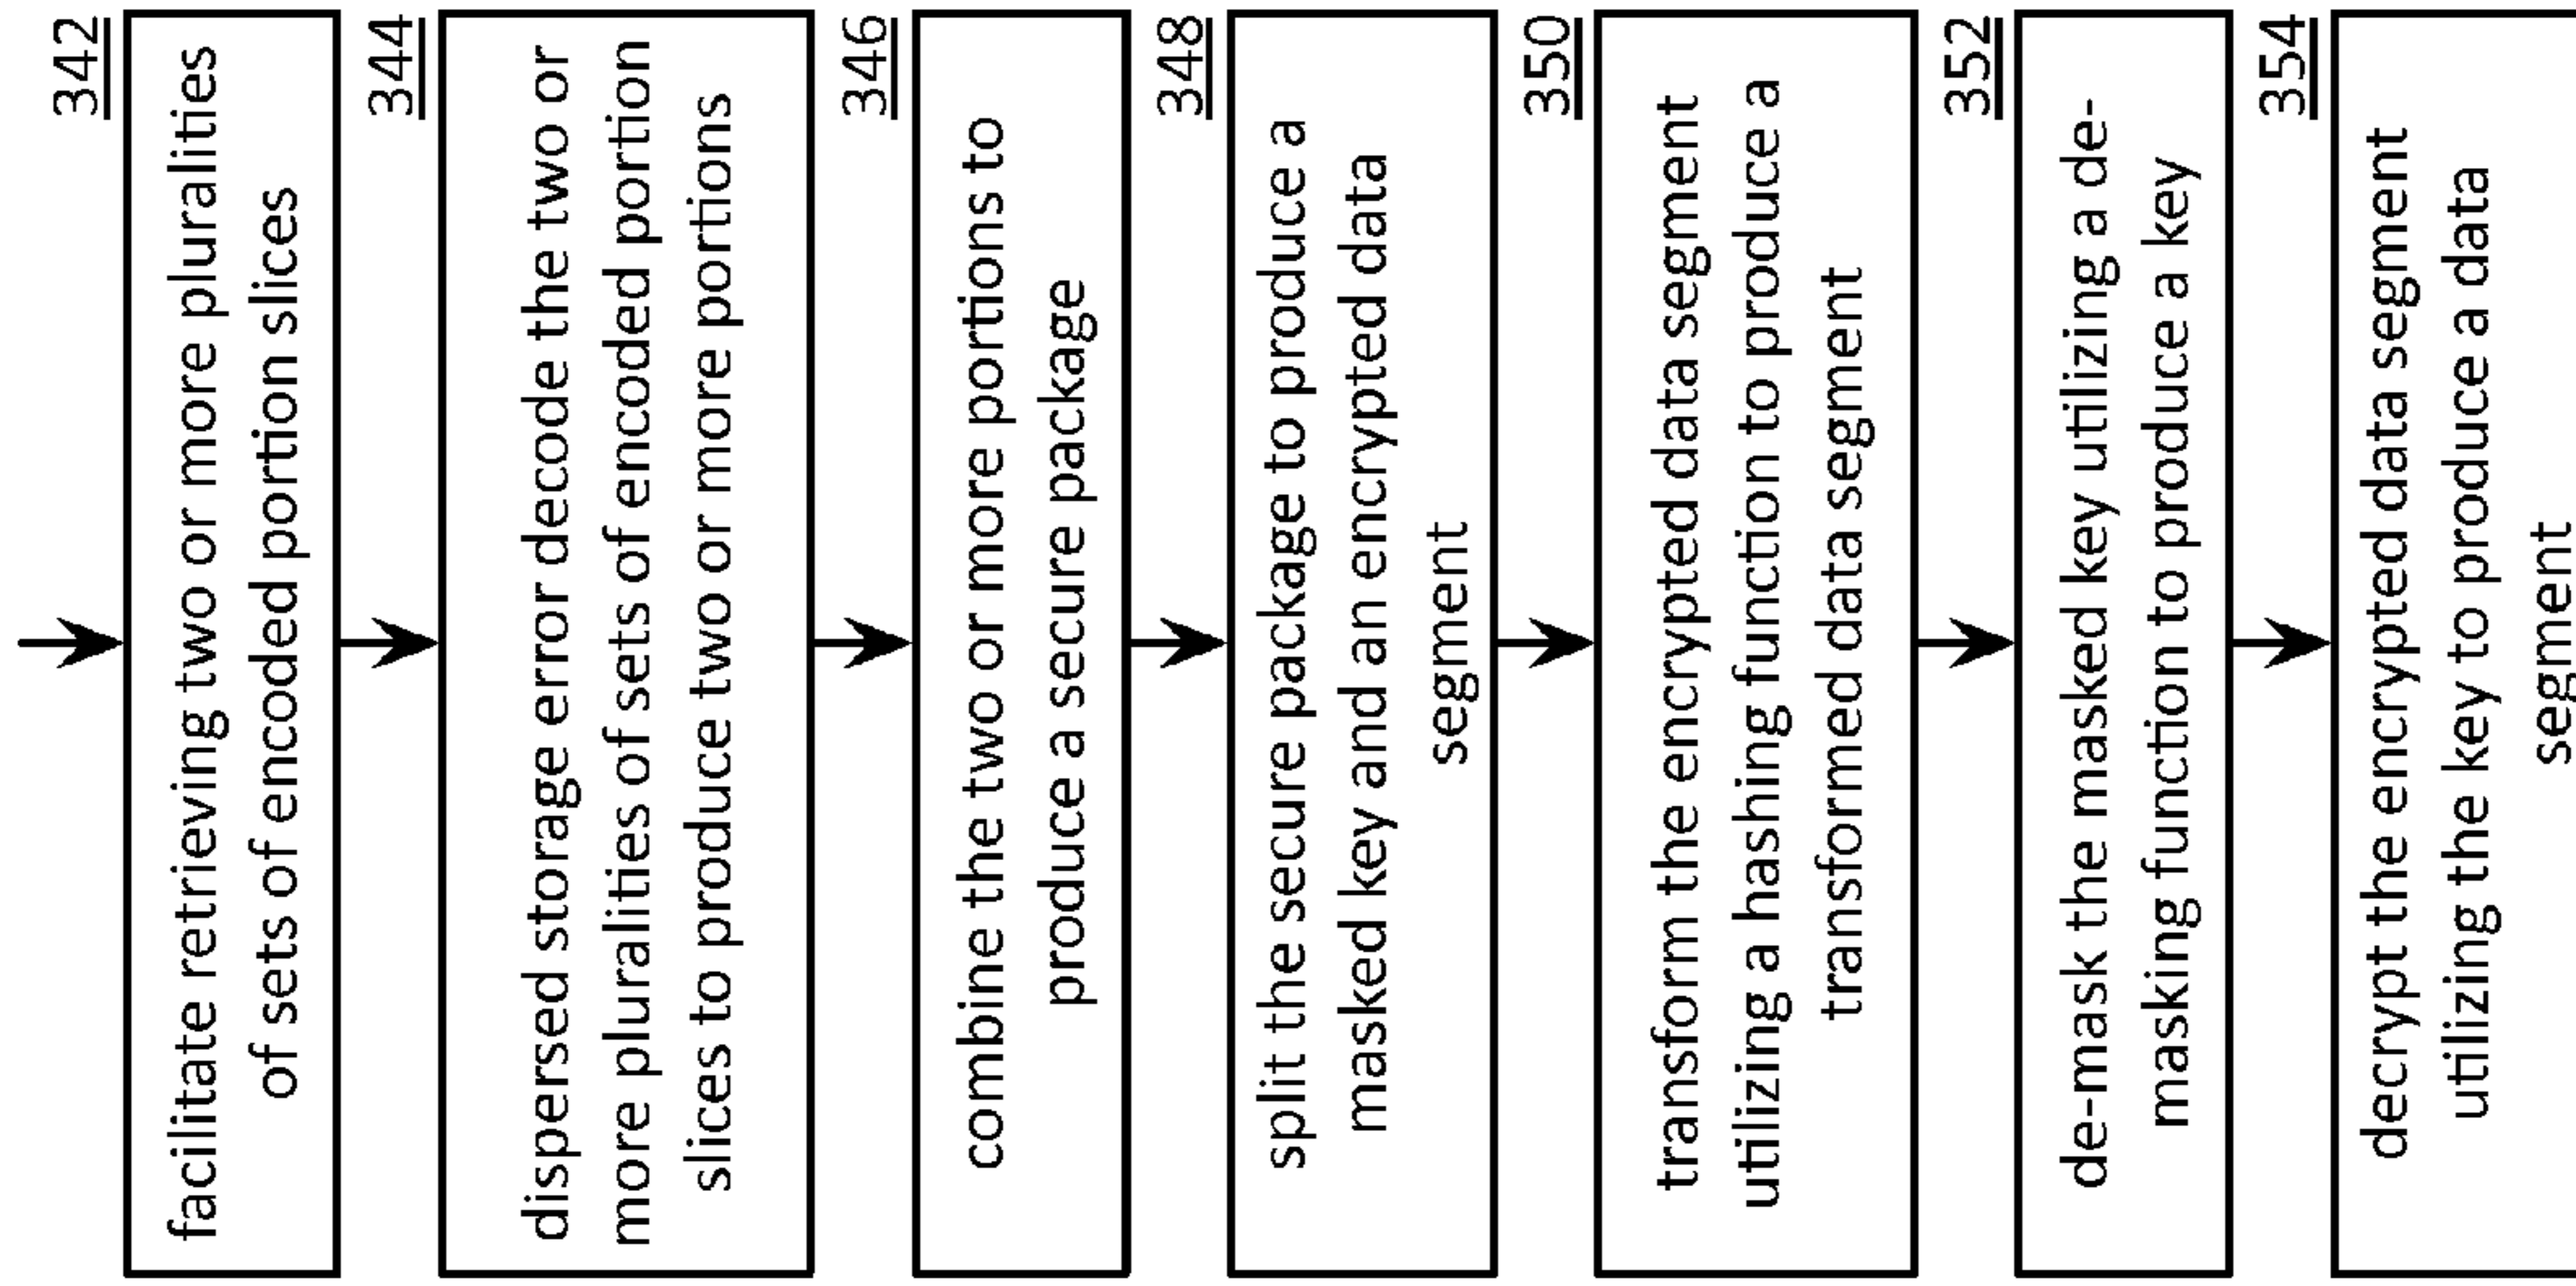 342
facilitate retrieving two or more pluralities
of sets of encoded portion slices
344
dispersed storage error decode the two or
more pluralities of sets of encoded portion
slices to produce two or more portions
346
combine the two or more portions to
produce a secure package
348
split the secure package to produce a
masked key and an encrypted data
segment
350
transform the encrypted data segment
utilizing a hashing function to produce a
transformed data segment
352
de-mask the masked key utilizing a de-
masking function to produce a key
354
decrypt the encrypted data segment
utilizing the key to produce a data
segment